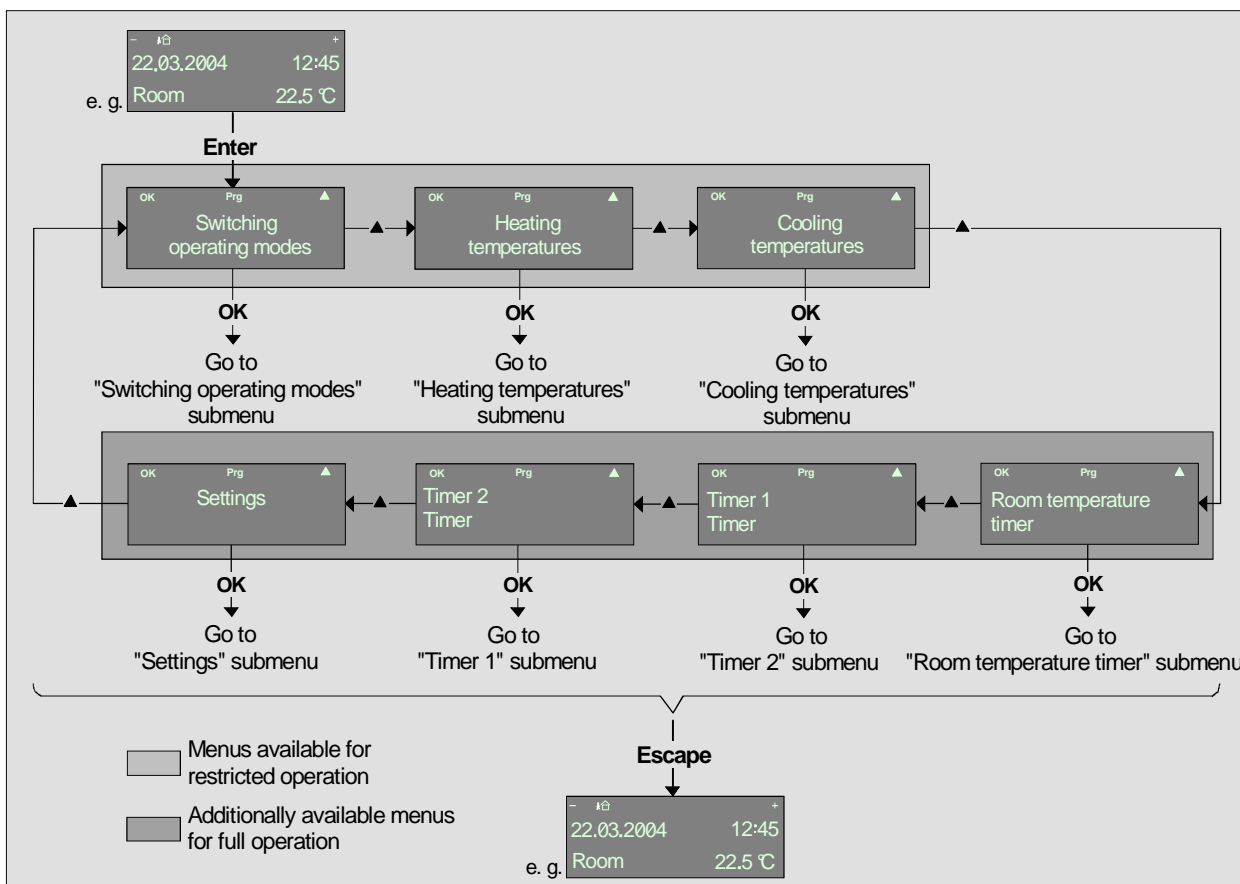 - +
22.03.2004 12:45
e. g. Room 22.5 °C
Enter
OK Prg ▲
Switching
operating modes
OK Prg ▲
Heating
temperatures
OK Prg ▲
Cooling
temperatures
OK
Go to
"Switching operating modes"
submenu
OK
Go to
"Heating temperatures"
submenu
OK
Go to
"Cooling temperatures"
submenu
OK Prg ▲
Settings
OK Prg ▲
Timer 2
Timer
OK Prg ▲
Timer 1
Timer
OK Prg ▲
Room temperature
timer
OK
Go to
"Settings" submenu
OK
Go to
"Timer 1" submenu
OK
Go to
"Timer 2" submenu
OK
Go to
"Room temperature timer" submenu
Menus available for
restricted operation
Additionally available menus
for full operation
Escape
- +
22.03.2004 12:45
e. g. Room 22.5 °C